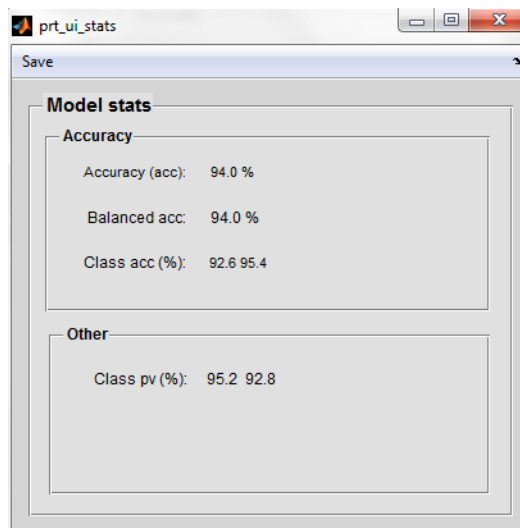 prt_ui_stats
Save
Model stats
Accuracy
Accuracy (acc): 94.0 %
Balanced acc: 94.0 %
Class acc (%): 92.6 95.4
Other
Class pv (%): 95.2 92.8